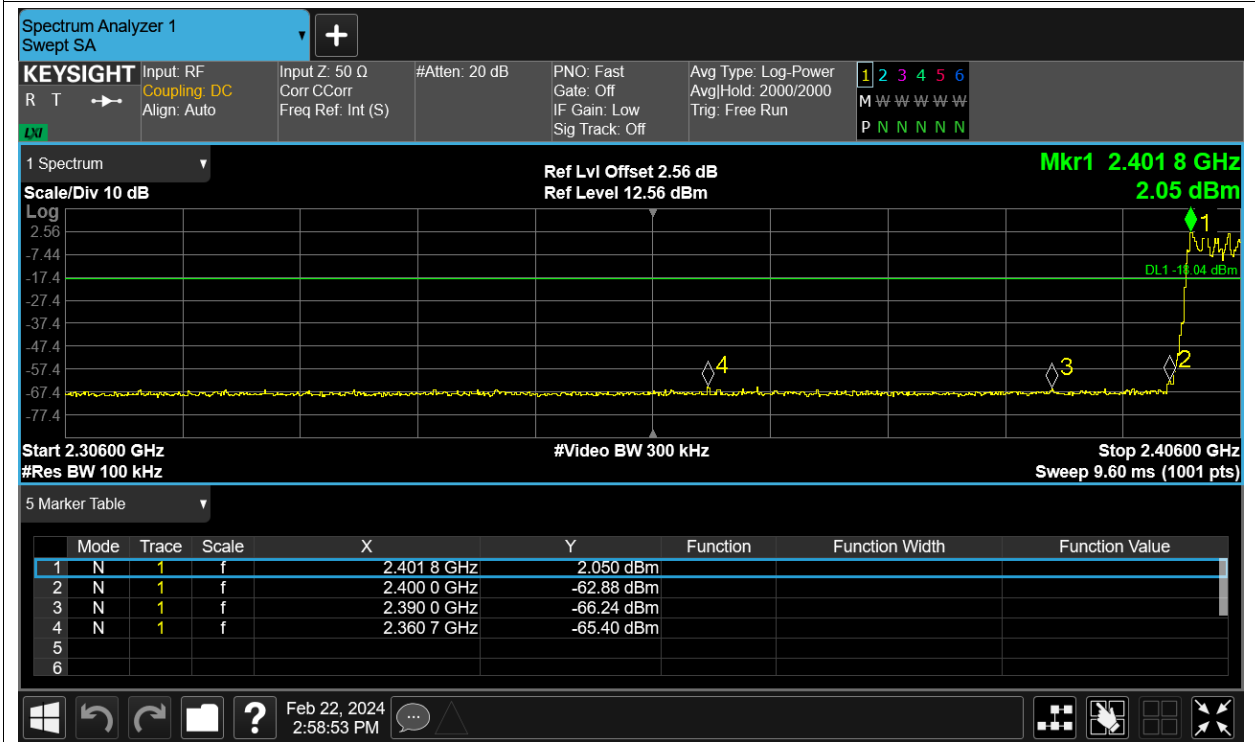 Spectrum Analyzer 1
Swept SA
+
KEYSIGHT Input: RF Input Z: 50 Ω #Atten: 20 dB PNO: Fast Avg Type: Log-Power 1 2 3 4 5 6
R T Coupling: DC Corr CCorr Gate: Off Avg|Hold: 2000/2000 M W W W W W
Align: Auto Freq Ref: Int (S) IF Gain: Low Trig: Free Run
LXI Sig Track: Off P N N N N N
1 Spectrum Ref Lvl Offset 2.56 dB Mkr1 2.401 8 GHz
Scale/Div 10 dB Ref Level 12.56 dBm 2.05 dBm
Log
1
2.56
-7.44
DL1 -18.04 dBm
-17.4
-27.4
-37.4
-47.4
4 3 2
-57.4
-67.4
-77.4
Start 2.30600 GHz #Video BW 300 kHz Stop 2.40600 GHz
#Res BW 100 kHz Sweep 9.60 ms (1001 pts)
5 Marker Table
Mode Trace Scale X Y Function Function Width Function Value
1 N 1 f 2.401 8 GHz 2.050 dBm
2 N 1 f 2.400 0 GHz -62.88 dBm
3 N 1 f 2.390 0 GHz -66.24 dBm
4 N 1 f 2.360 7 GHz -65.40 dBm
5
6
? Feb 22, 2024
2:58:53 PM